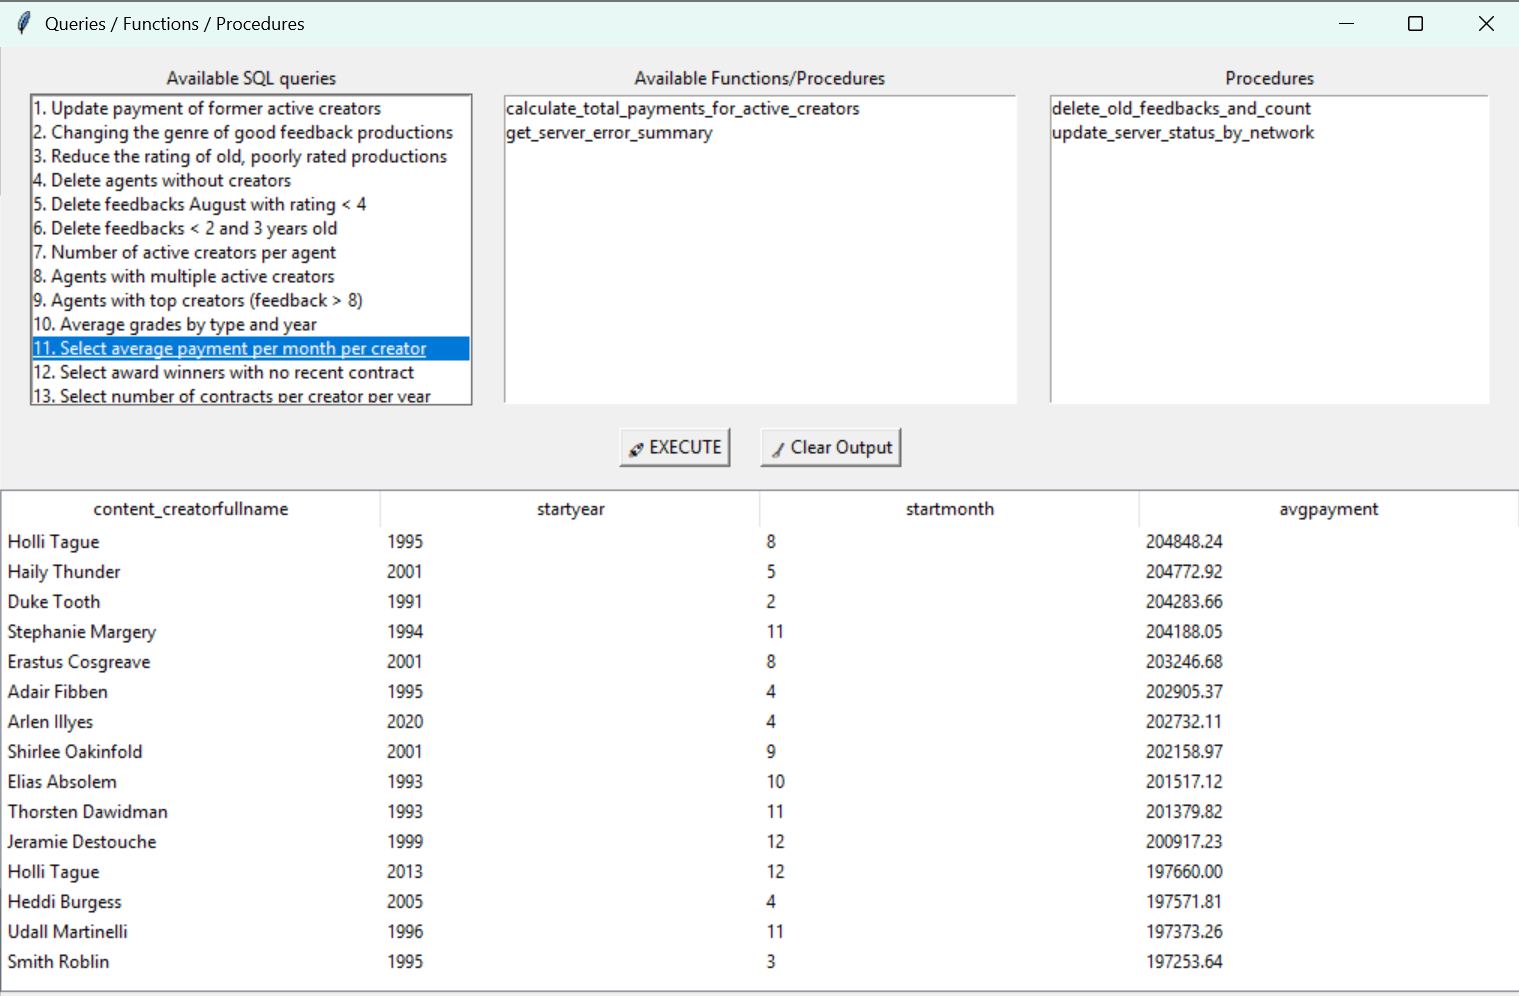 Queries / Functions / Procedures
Available SQL queries
1. Update payment of former active creators
2. Changing the genre of good feedback productions
3. Reduce the rating of old, poorly rated productions
4. Delete agents without creators
5. Delete feedbacks August with rating < 4
6. Delete feedbacks < 2 and 3 years old
7. Number of active creators per agent
8. Agents with multiple active creators
9. Agents with top creators (feedback > 8)
10. Average grades by type and year
11. Select average payment per month per creator
12. Select award winners with no recent contract
13. Select number of contracts per creator per year
Available Functions/Procedures
calculate_total_payments_for_active_creators
get_server_error_summary
Procedures
delete_old_feedbacks_and_count
update_server_status_by_network
EXECUTE
Clear Output
content_creatorfullname startyear startmonth avgpayment
Holli Tague 1995 8 204848.24
Haily Thunder 2001 5 204772.92
Duke Tooth 1991 2 204283.66
Stephanie Margery 1994 11 204188.05
Erastus Cosgreave 2001 8 203246.68
Adair Fibben 1995 4 202905.37
Arlen Illyes 2020 4 202732.11
Shirlee Oakinfold 2001 9 202158.97
Elias Absolem 1993 10 201517.12
Thorsten Dawidman 1993 11 201379.82
Jeramie Destouche 1999 12 200917.23
Holli Tague 2013 12 197660.00
Heddi Burgess 2005 4 197571.81
Udall Martinelli 1996 11 197373.26
Smith Roblin 1995 3 197253.64